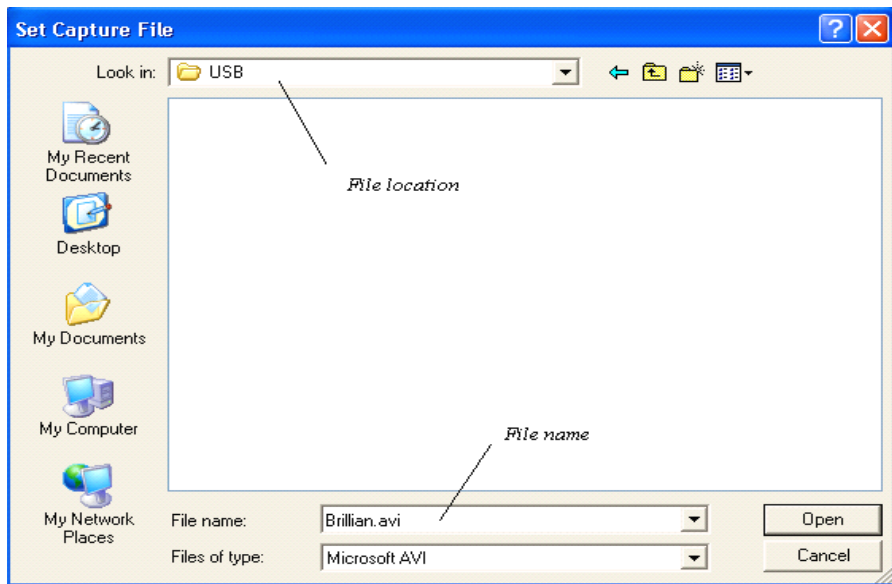 Set Capture File
Look in:
USB
My Recent
Documents
Desktop
My Documents
My Computer
My Network
Places
File location
File name
File name:
Brillian.avi
Open
Files of type:
Microsoft AVI
Cancel